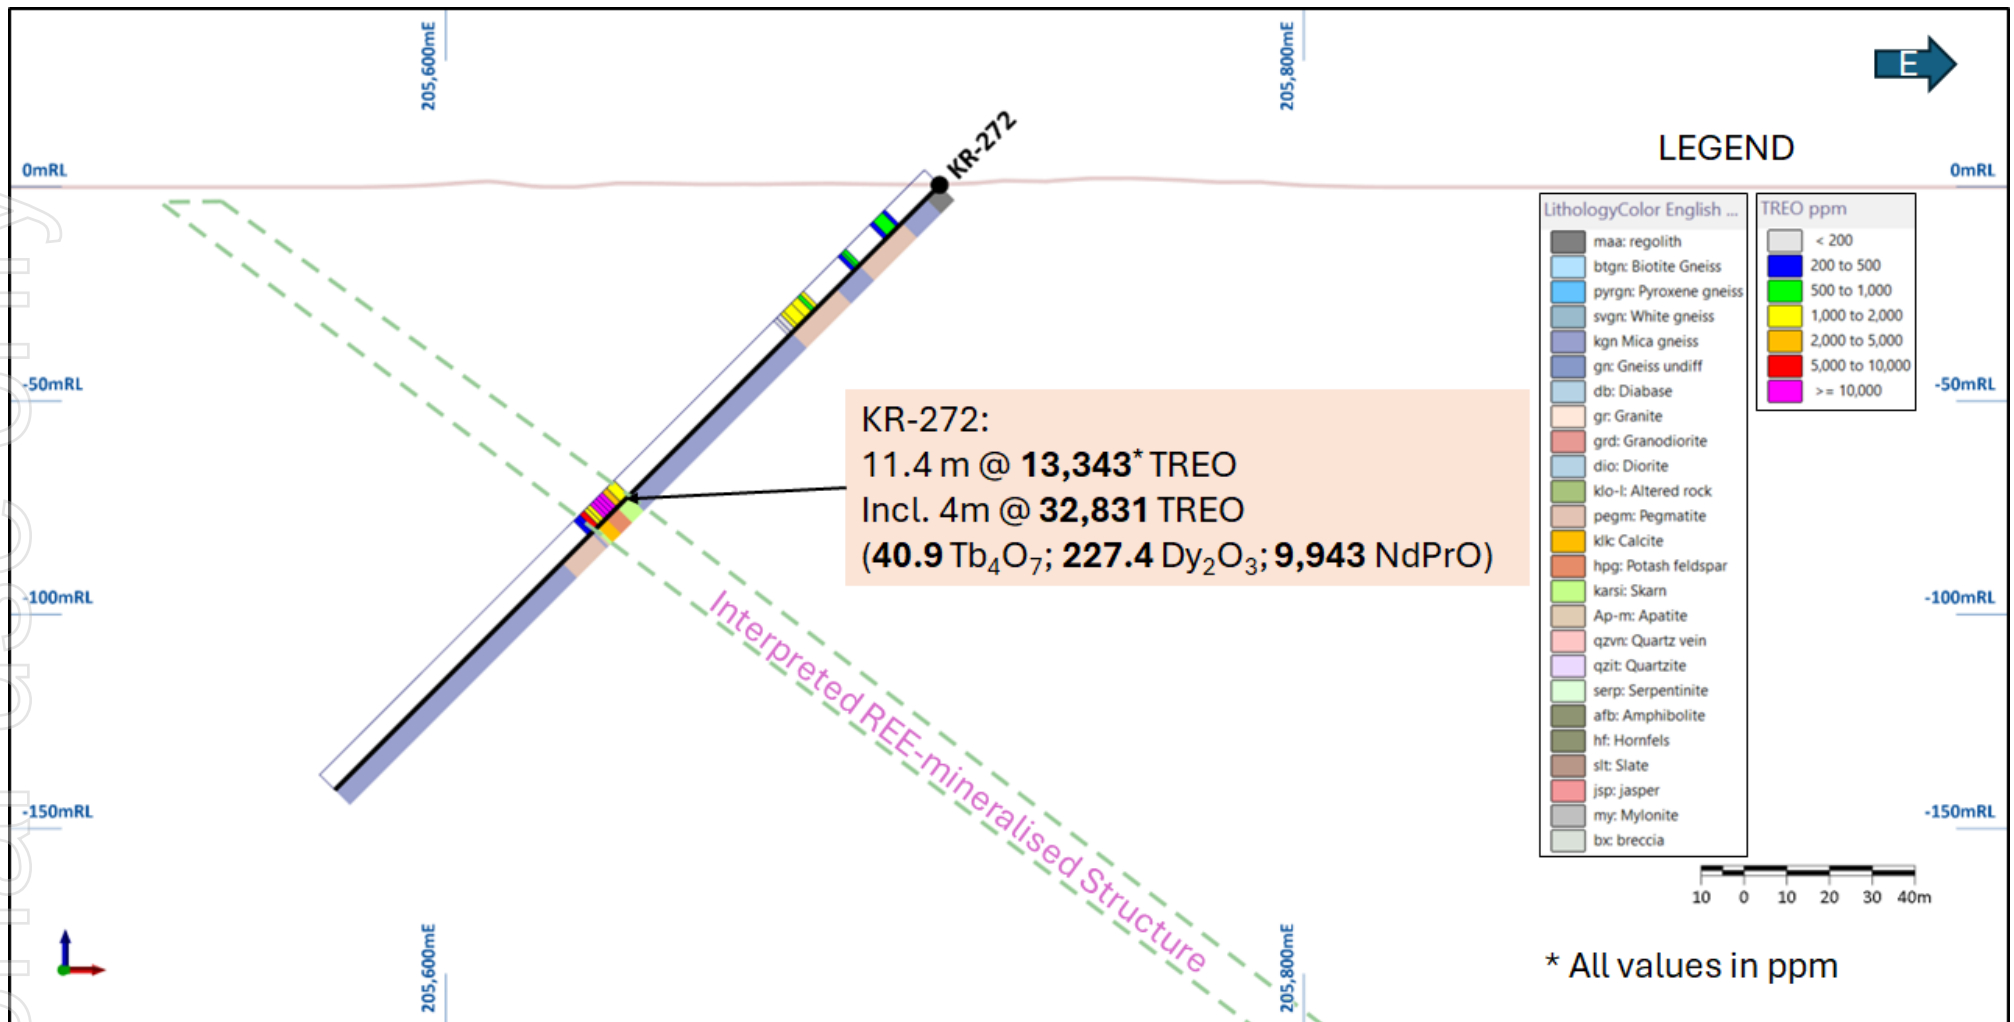 205,600mE
205,800mE
E
KR-272
0mRL
0mRL
-50mRL
-50mRL
-100mRL
-100mRL
-150mRL
-150mRL
KR-272:
11.4 m @ 13,343* TREO
Incl. 4m @ 32,831 TREO
(40.9 Tb₄O₇; 227.4 Dy₂O₃; 9,943 NdPrO)
Interpreted REE-mineralised Structure
LEGEND
LithologyColor English ...
maa: regolith
btgn: Biotite Gneiss
pyrgn: Pyroxene gneiss
svgn: White gneiss
kgn Mica gneiss
gn: Gneiss undiff
db: Diabase
gr: Granite
grd: Granodiorite
dio: Diorite
klo-l: Altered rock
pegm: Pegmatite
klk: Calcite
hpg: Potash feldspar
karsi: Skarn
Ap-m: Apatite
qzvn: Quartz vein
qzit: Quartzite
serp: Serpentinite
afb: Amphibolite
hf: Hornfels
slt: Slate
jsp: jasper
my: Mylonite
bx: breccia
TREO ppm
< 200
200 to 500
500 to 1,000
1,000 to 2,000
2,000 to 5,000
5,000 to 10,000
>= 10,000
10 0 10 20 30 40m
* All values in ppm
205,600mE
205,800mE